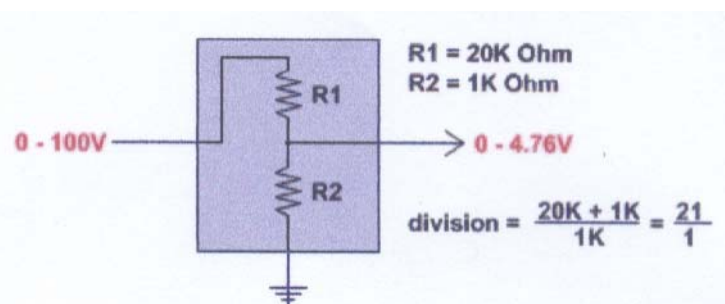 R1 = 20K Ohm
R2 = 1K Ohm
R1
0 - 100V
0 - 4.76V
R2
division = 20K + 1K / 1K = 21 / 1